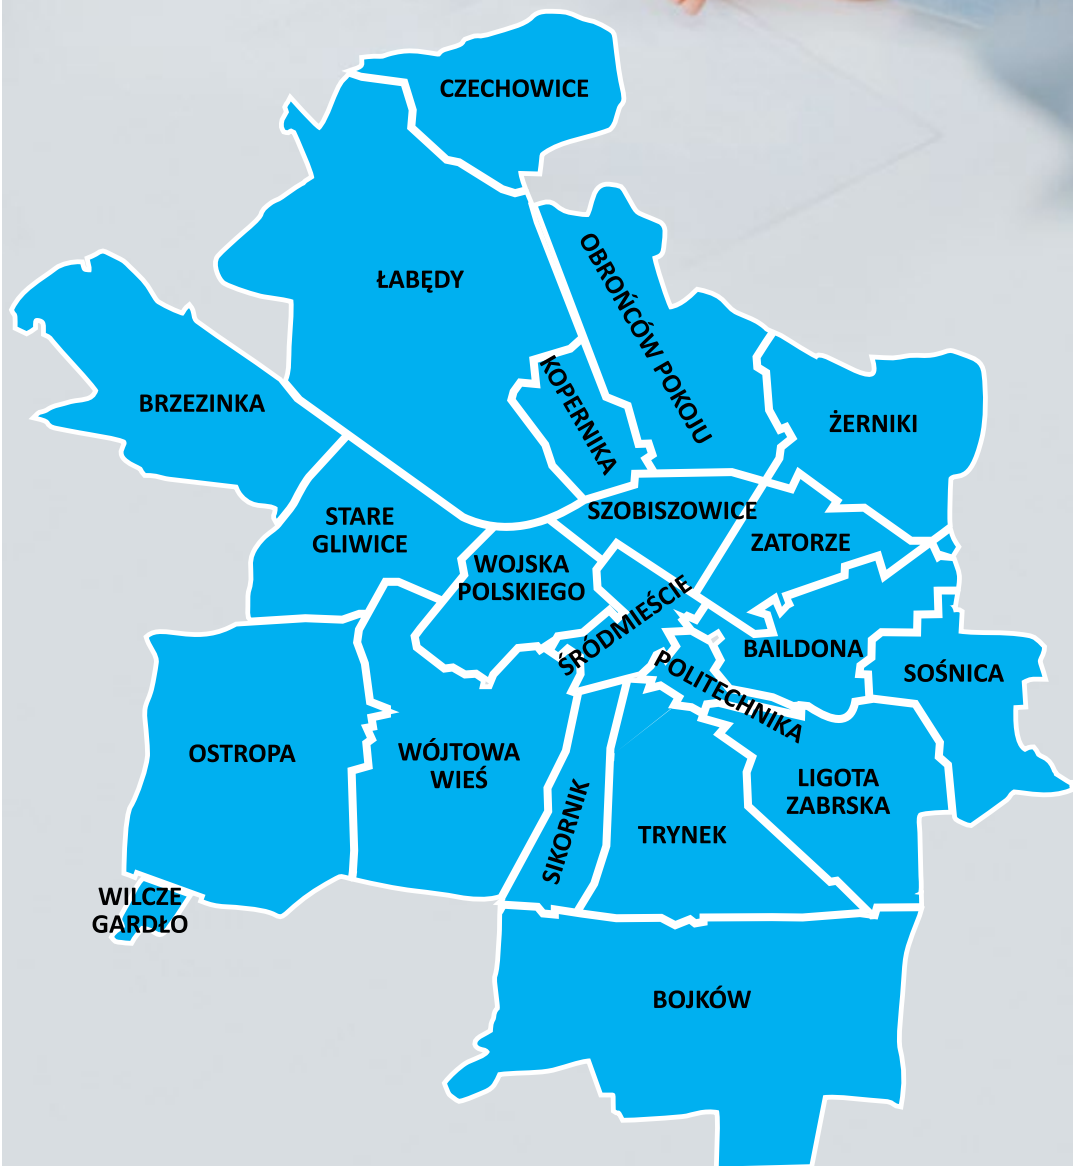 CZECHOWICE
ŁABĘDY
OBROŃCÓW POKOJU
KOPERNIKA
BRZEZINKA
ŻERNIKI
STARE
GLIWICE
SZOBISZOWICE
ZATORZE
WOJSKA
POLSKIEGO
ŚRÓDMIEŚCIE
BAILDONA
POLITECHNIKA
SOŚNICA
OSTROPA
WÓJTOWA
WIEŚ
SIKORNIK
TRYNEK
LIGOTA
ZABRSKA
WILCZE
GARDŁO
BOJKÓW